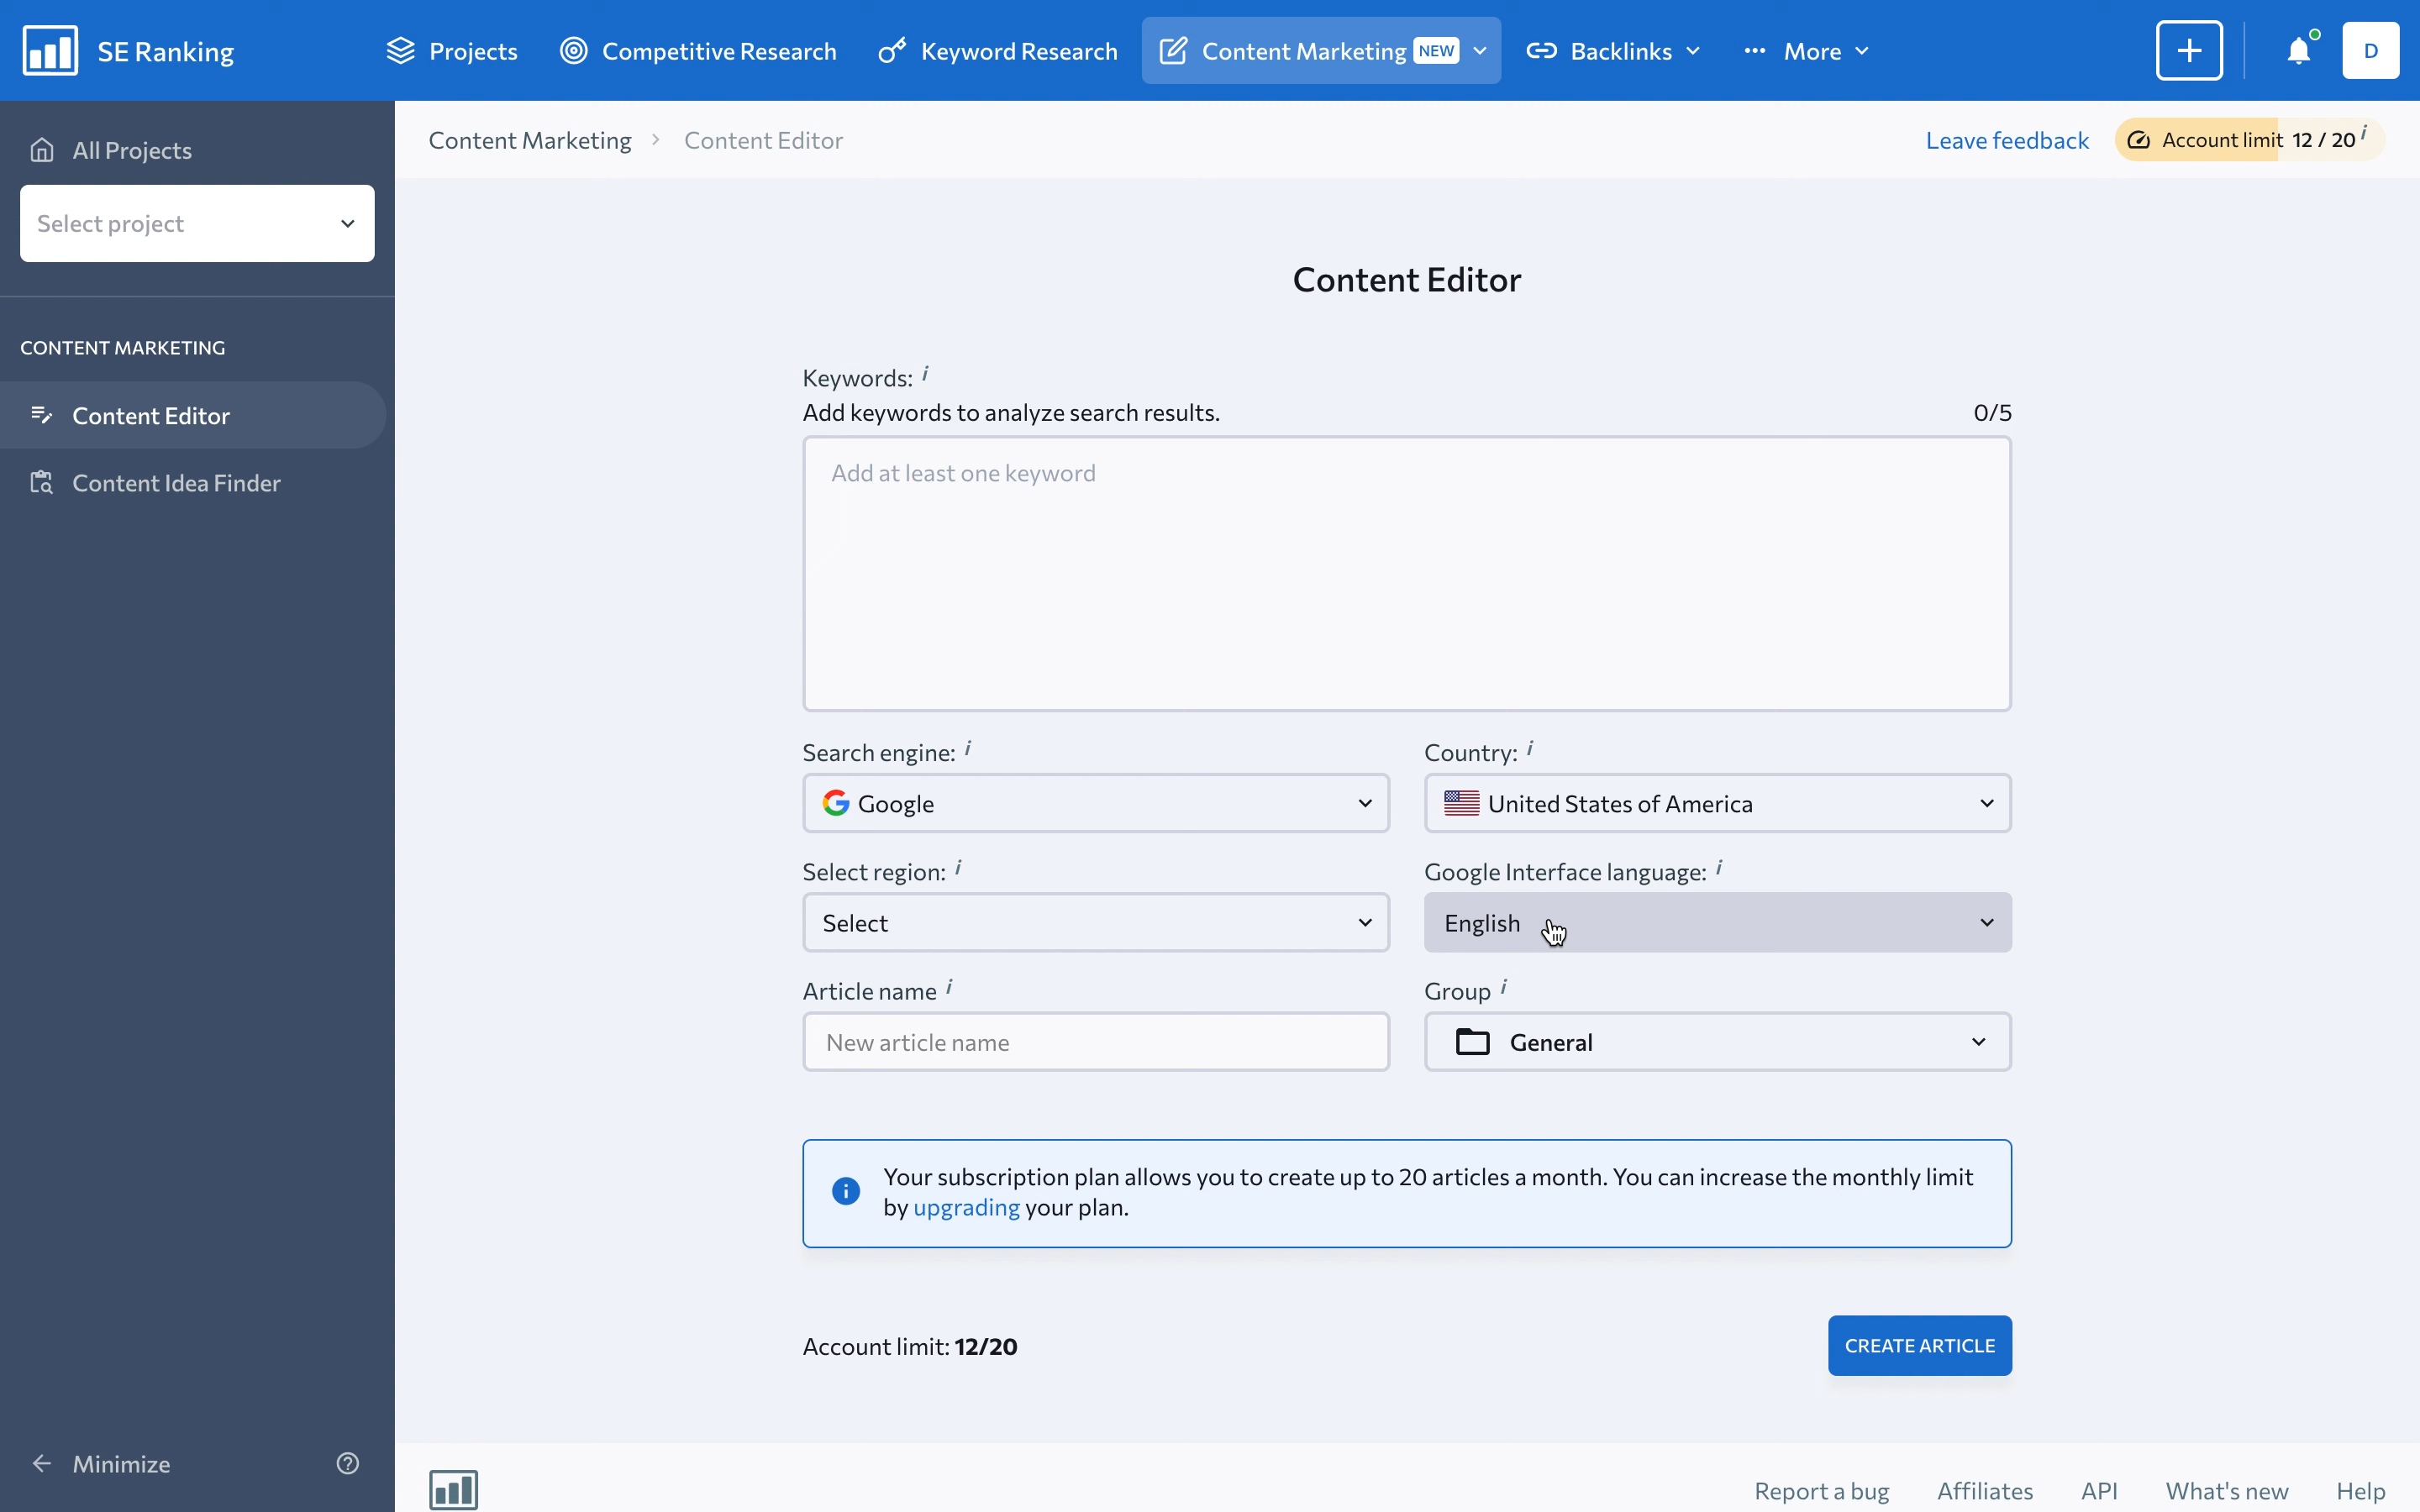 SE Ranking
Projects
Competitive Research
Keyword Research
Content Marketing NEW
Backlinks
More
D
All Projects
Select project
CONTENT MARKETING
Content Editor
Content Idea Finder
Minimize
Content Marketing > Content Editor
Leave feedback
Account limit 12 / 20 i
Content Editor
Keywords: i
Add keywords to analyze search results.
0/5
Add at least one keyword
Search engine: i
Country: i
Google
United States of America
Select region: i
Google Interface language: i
Select
English
Article name i
Group i
New article name
General
Your subscription plan allows you to create up to 20 articles a month. You can increase the monthly limit
by upgrading your plan.
Account limit: 12/20
CREATE ARTICLE
Report a bug
Affiliates
API
What's new
Help